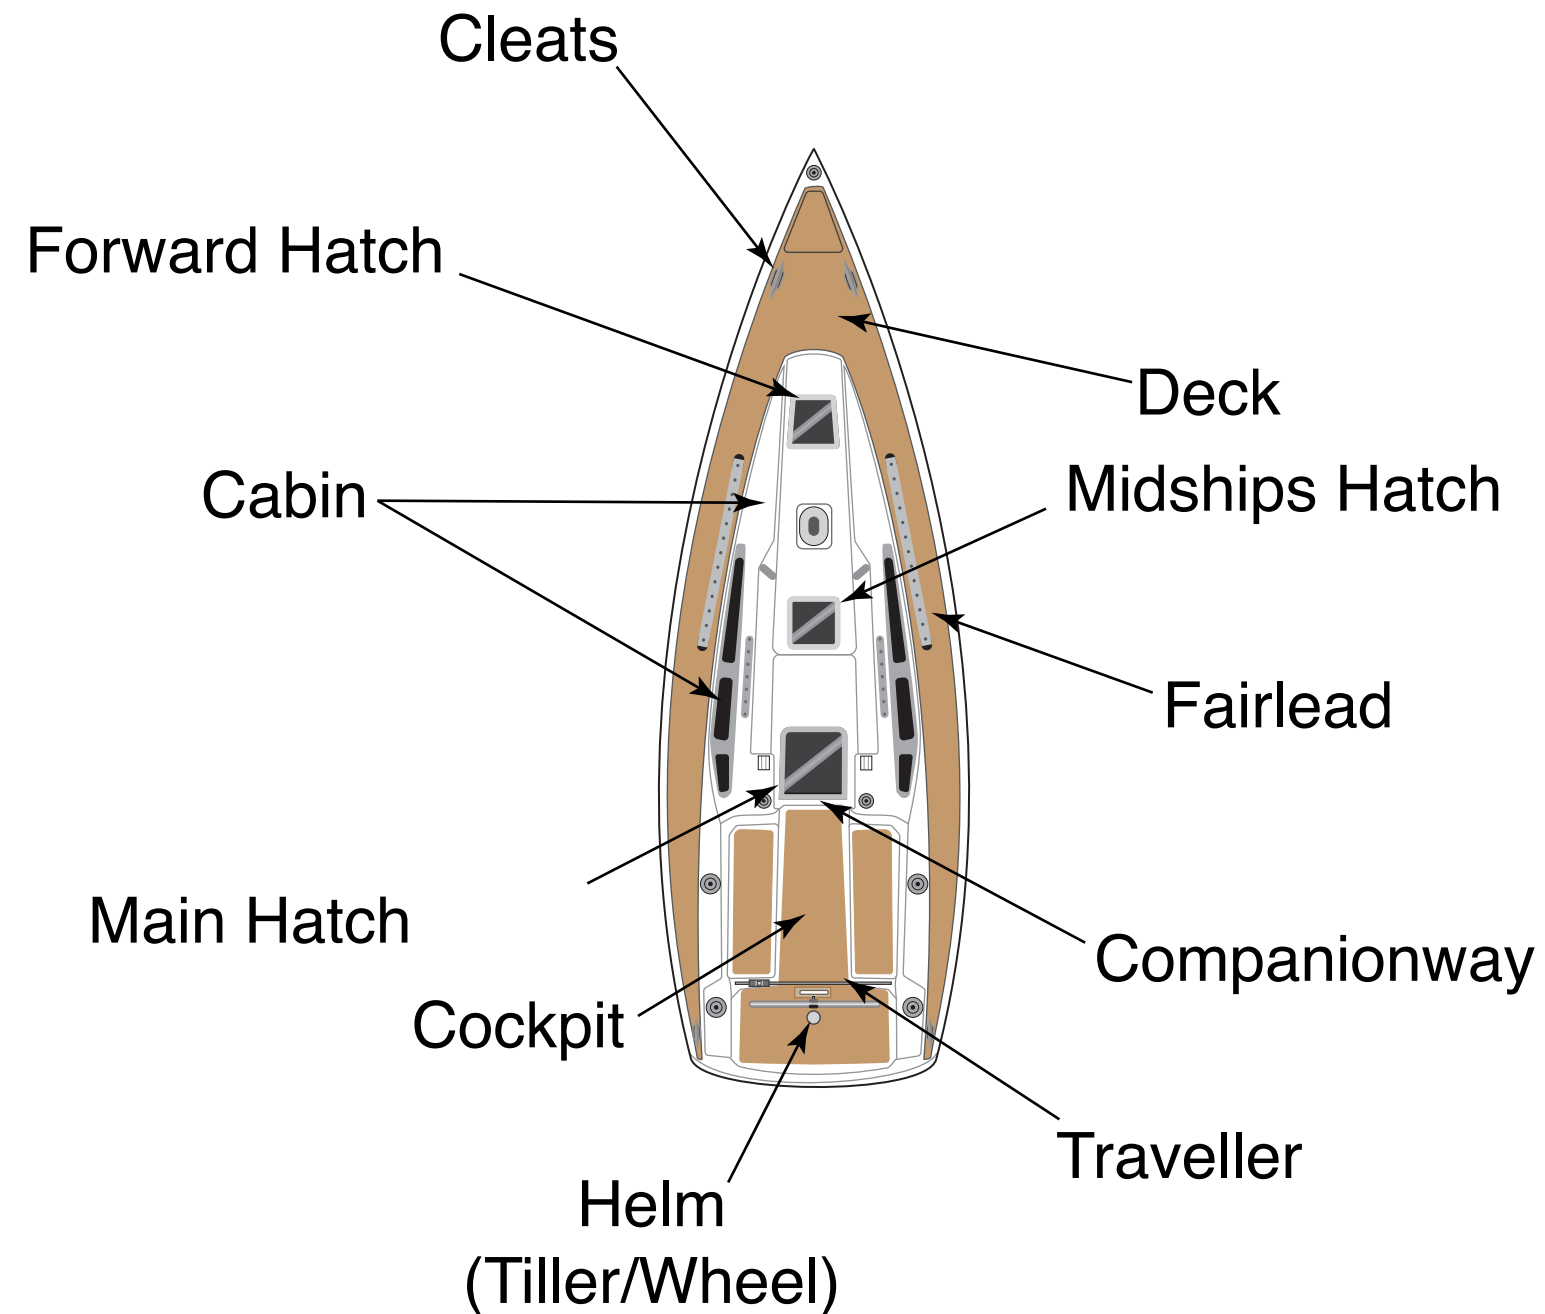 Cleats
Forward Hatch
Deck
Midships Hatch
Cabin
Fairlead
Main Hatch
Companionway
Cockpit
Traveller
Helm
(Tiller/Wheel)